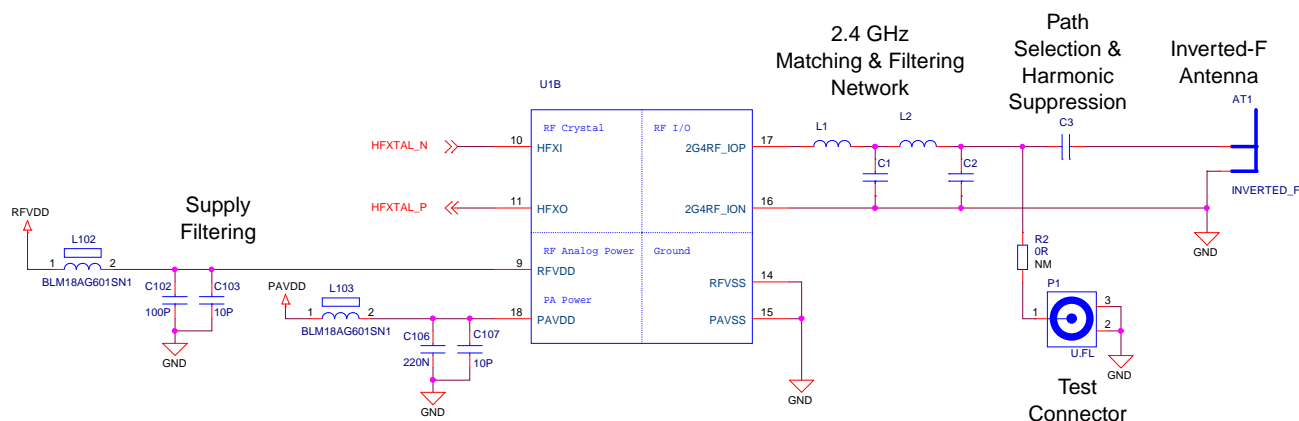 2.4 GHz
Matching & Filtering
Network
Path
Selection &
Harmonic
Suppression
Inverted-F
Antenna
U1B
AT1
RF Crystal
RF I/O
L1
L2
C3
HFXTAL_N
10
HFXI
2G4RF_IOP
17
C1
C2
INVERTED_F
HFXTAL_P
11
HFXO
2G4RF_ION
16
GND
RFVDD
Supply
Filtering
L102
1
2
BLM18AG601SN1
RF Analog Power
Ground
9
RFVDD
R2
0R
NM
C102
100P
C103
10P
GND
PAVDD
L103
1
2
BLM18AG601SN1
PA Power
18
PAVDD
RFVSS
14
PAVSS
15
C106
220N
C107
10P
GND
GND
P1
1
3
2
U.FL
GND
Test
Connector